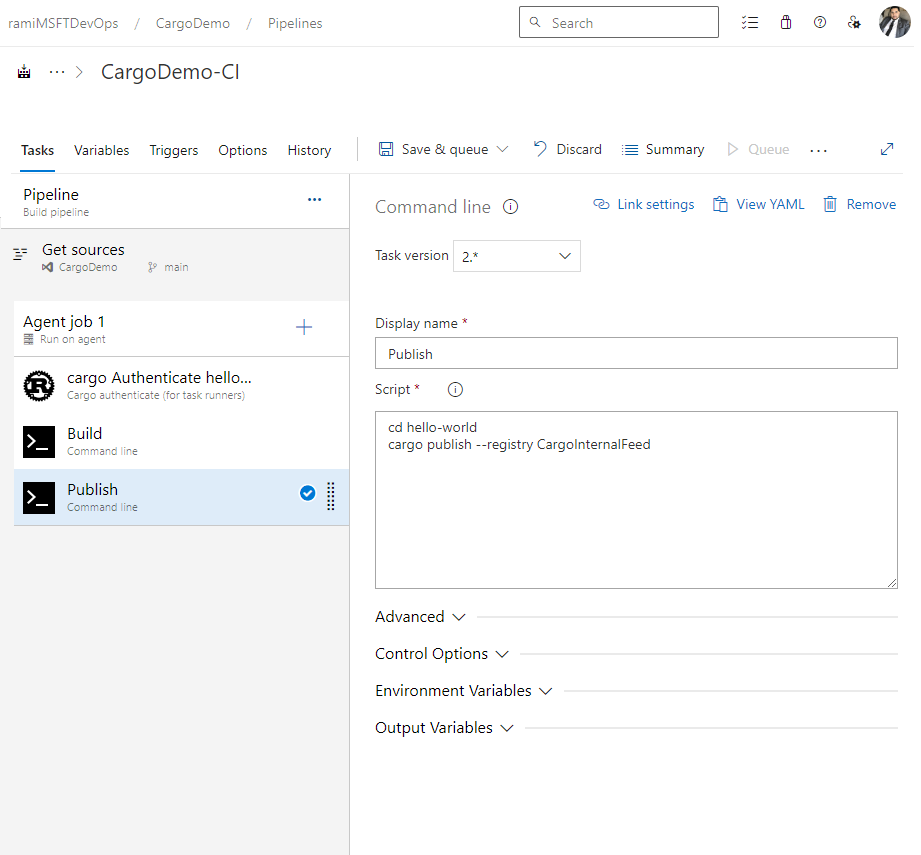 ramiMSFTDevOps / CargoDemo / Pipelines
Search
CargoDemo-CI
Tasks Variables Triggers Options History
Save & queue Discard Summary Queue
Pipeline
Build pipeline
Get sources
CargoDemo main
Agent job 1
Run on agent
cargo Authenticate hello...
Cargo authenticate (for task runners)
Build
Command line
Publish
Command line
Command line
Link settings View YAML Remove
Task version 2.*
Display name *
Publish
Script *
cd hello-world
cargo publish --registry CargoInternalFeed
Advanced
Control Options
Environment Variables
Output Variables